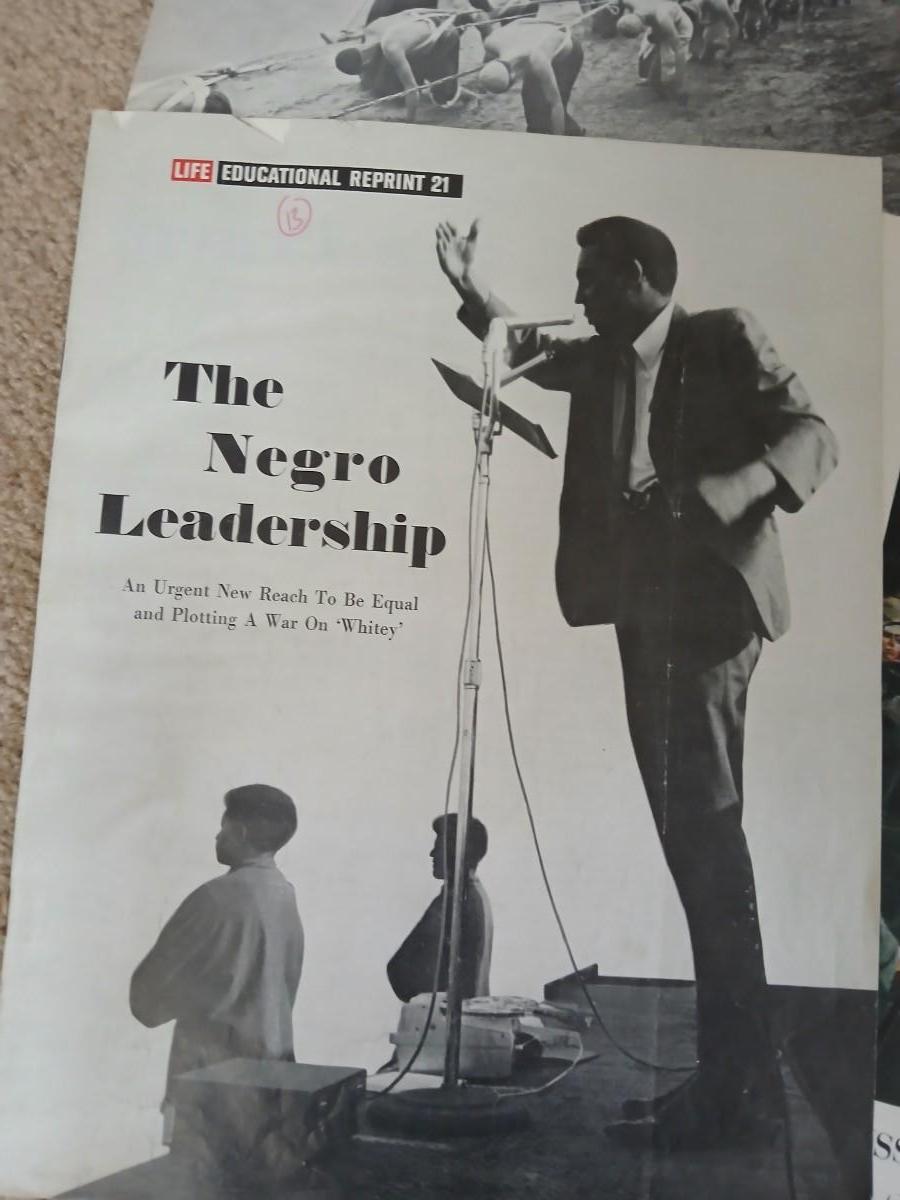 LIFE EDUCATIONAL REPRINT 21
13
The
Negro
Leadership
An Urgent New Reach To Be Equal
and Plotting A War On ‘Whitey’